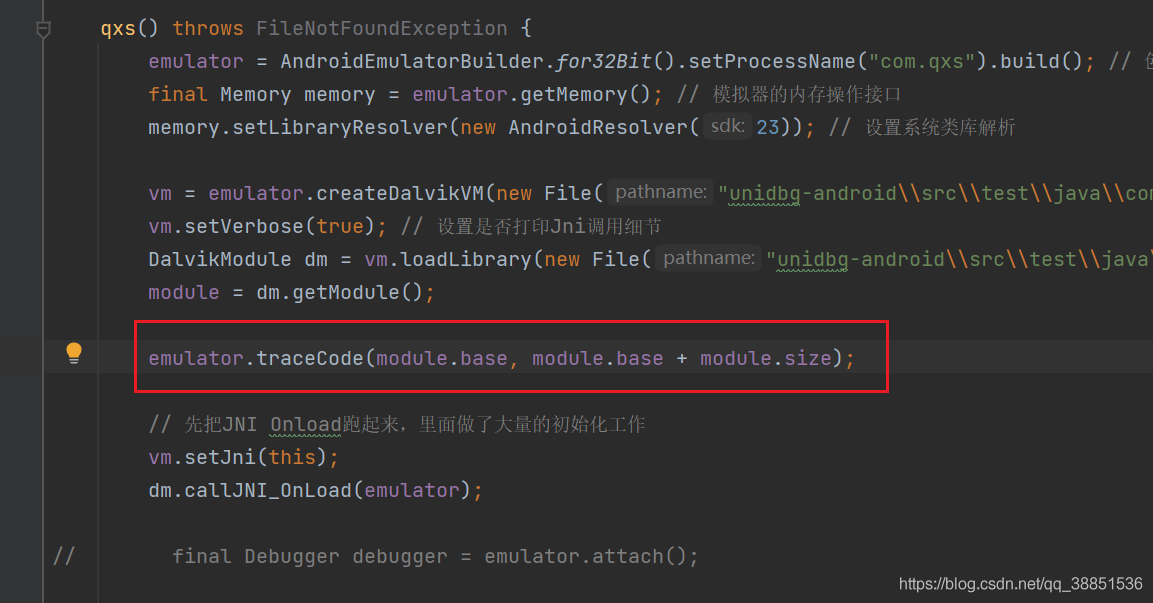 qxs() throws FileNotFoundException {
emulator = AndroidEmulatorBuilder.for32Bit().setProcessName("com.qxs").build(); //
final Memory memory = emulator.getMemory(); // 模拟器的内存操作接口
memory.setLibraryResolver(new AndroidResolver( sdk: 23)); // 设置系统类库解析
vm = emulator.createDalvikVM(new File( pathname: "unidbg-android\\src\\test\\java\\com
vm.setVerbose(true); // 设置是否打印Jni调用细节
DalvikModule dm = vm.loadLibrary(new File( pathname: "unidbg-android\\src\\test\\java\
module = dm.getModule();
emulator.traceCode(module.base, module.base + module.size);
// 先把JNI Onload跑起来，里面做了大量的初始化工作
vm.setJni(this);
dm.callJNI_OnLoad(emulator);
// final Debugger debugger = emulator.attach();
https://blog.csdn.net/qq_38851536